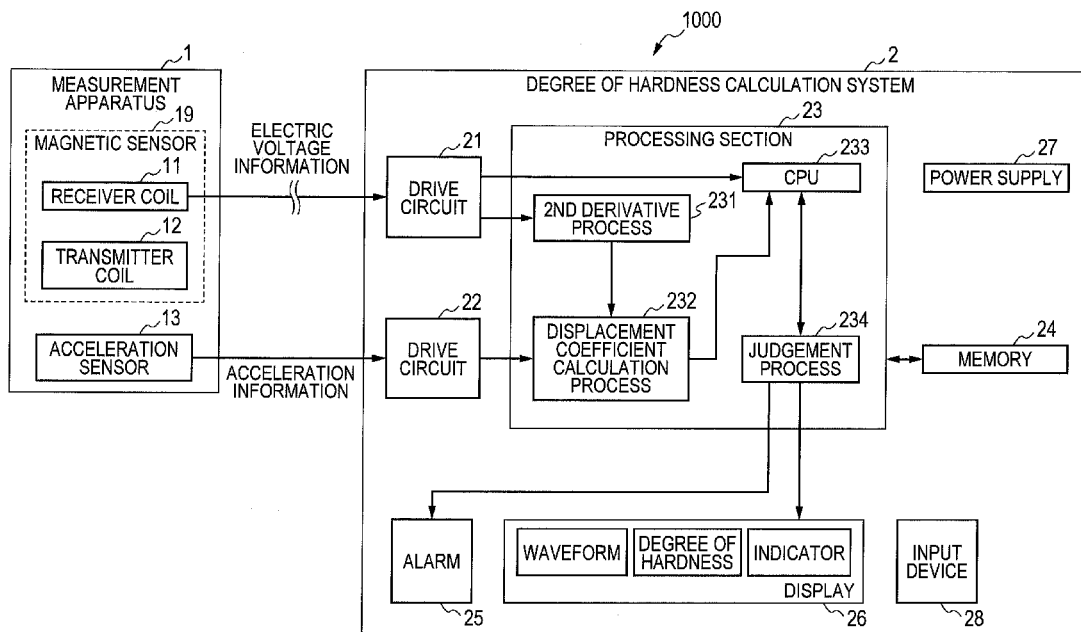 1000
1
MEASUREMENT
APPARATUS
19
MAGNETIC SENSOR
11
RECEIVER COIL
12
TRANSMITTER
COIL
13
ACCELERATION
SENSOR
ELECTRIC
VOLTAGE
INFORMATION
ACCELERATION
INFORMATION
2
DEGREE OF HARDNESS CALCULATION SYSTEM
21
DRIVE
CIRCUIT
22
DRIVE
CIRCUIT
23
PROCESSING SECTION
233
CPU
231
2ND DERIVATIVE
PROCESS
232
DISPLACEMENT
COEFFICIENT
CALCULATION
PROCESS
234
JUDGEMENT
PROCESS
27
POWER SUPPLY
24
MEMORY
ALARM
25
WAVEFORM
DEGREE OF
HARDNESS
INDICATOR
DISPLAY
26
INPUT
DEVICE
28